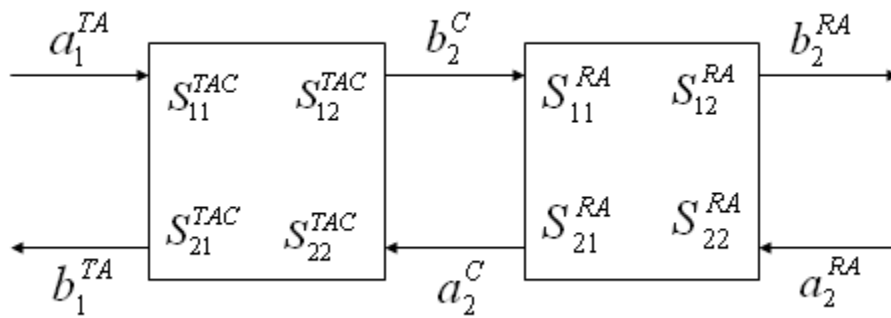 a_1^{TA} b_2^C b_2^{RA}
S_{11}^{TAC} S_{12}^{TAC} S_{11}^{RA} S_{12}^{RA}
S_{21}^{TAC} S_{22}^{TAC} S_{21}^{RA} S_{22}^{RA}
b_1^{TA} a_2^C a_2^{RA}